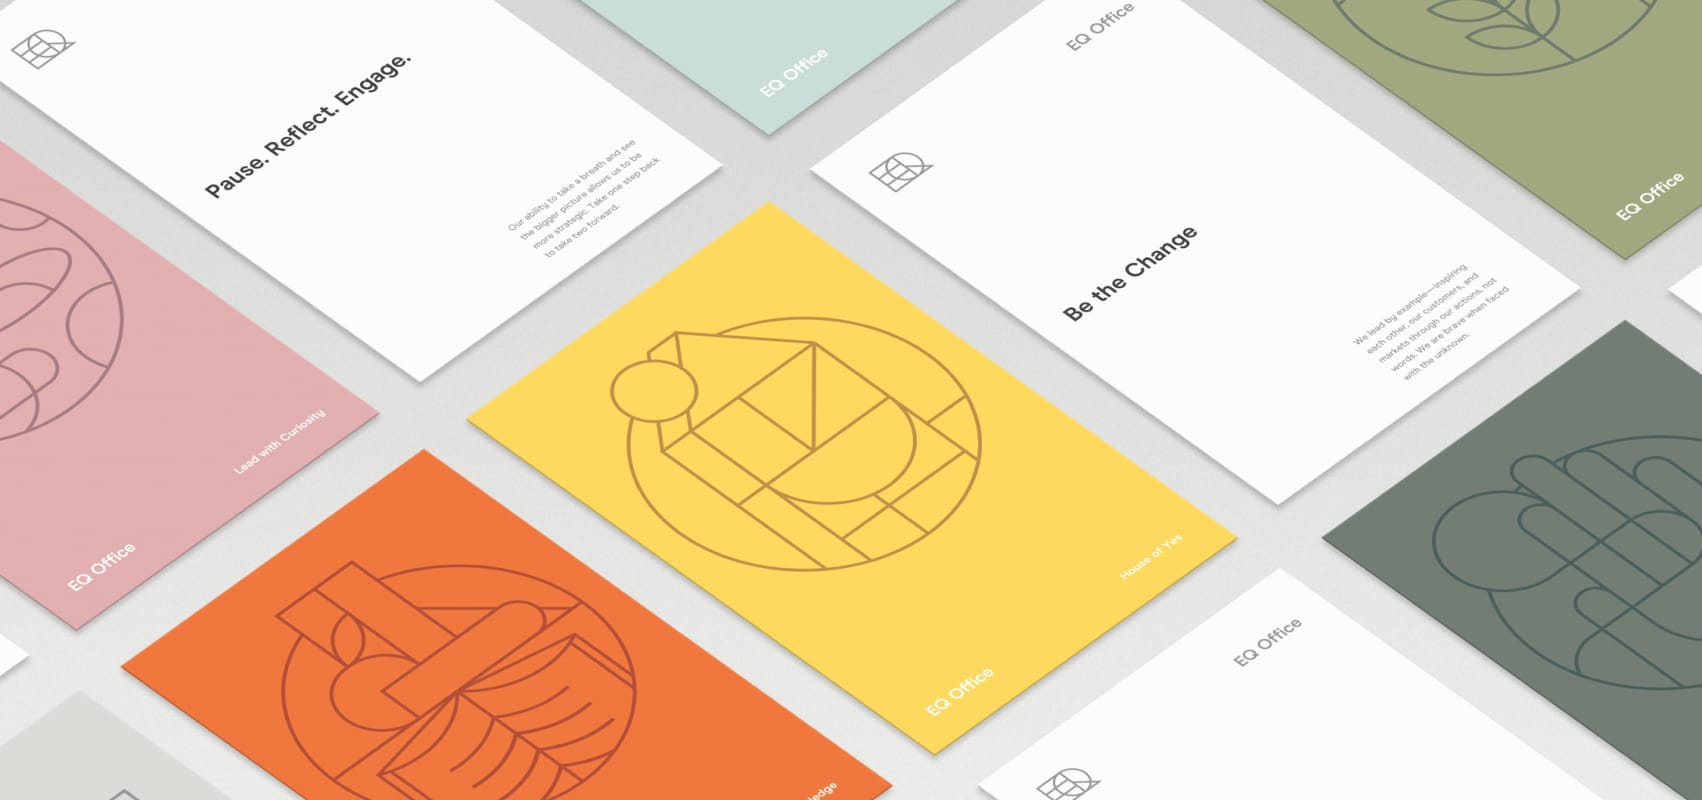 Pause. Reflect. Engage.
Our ability to take a breath and see
the bigger picture allows us to be
more strategic. Take one step back
to take two forward.
EQ Office
EQ Office
Be the Change
We lead by example—inspiring
each other, our customers, and
markets through our actions, not
words. We are brave when faced
with the unknown.
EQ Office
Lead with Curiosity
EQ Office
House of Yes
EQ Office
EQ Office